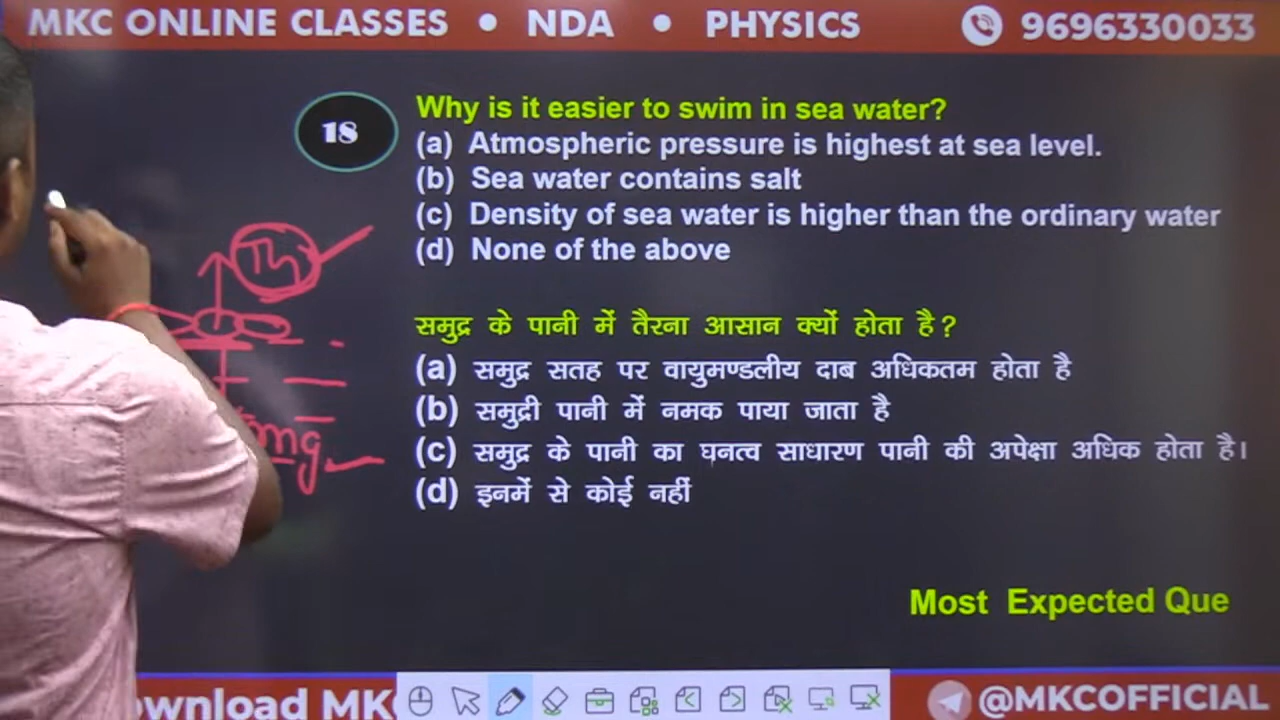 MKC ONLINE CLASSES • NDA • PHYSICS 9696330033
18
Why is it easier to swim in sea water?
(a) Atmospheric pressure is highest at sea level.
(b) Sea water contains salt
(c) Density of sea water is higher than the ordinary water
(d) None of the above
Th
समुद्र के पानी में तैरना आसान क्यों होता है?
(a) समुद्र सतह पर वायुमण्डलीय दाब अधिकतम होता है
(b) समुद्री पानी में नमक पाया जाता है
(c) समुद्र के पानी का घनत्व साधारण पानी की अपेक्षा अधिक होता है।
(d) इनमें से कोई नहीं
mg
Most Expected Que
wnload MK
@MKCOFFICIAL